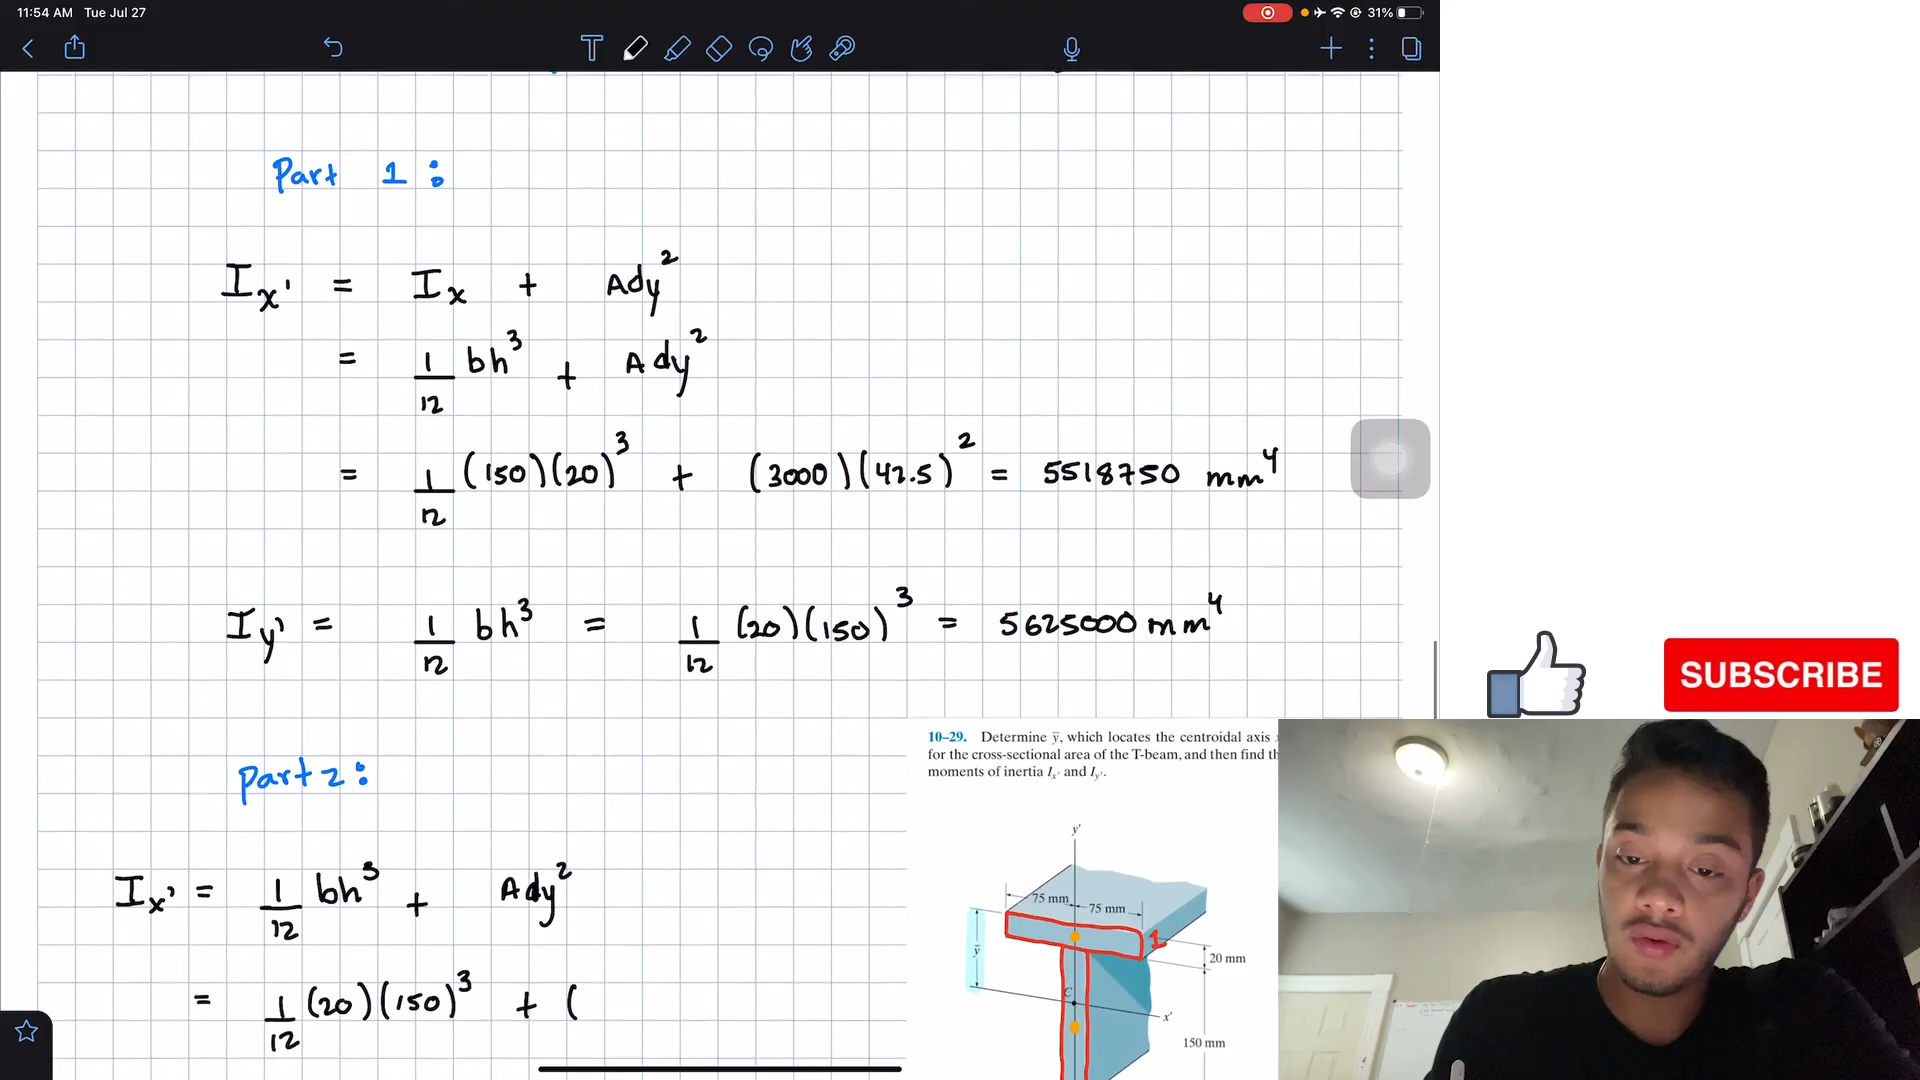 11:54 AM Tue Jul 27
31%
Part 1:
Ix' = Ix + Ady²
= 1/12 bh³ + Ady²
= 1/12 (150)(20)³ + (3000)(42.5)² = 5518750 mm⁴
Iy' = 1/12 bh³ = 1/12 (20)(150)³ = 5625000 mm⁴
SUBSCRIBE
10–29. Determine ȳ, which locates the centroidal axis
for the cross-sectional area of the T-beam, and then find th
moments of inertia Ix' and Iy'.
Part 2:
Ix' = 1/12 bh³ + Ady²
= 1/12 (20)(150)³ + (
y'
75 mm
75 mm
1
ȳ
20 mm
C
x'
150 mm